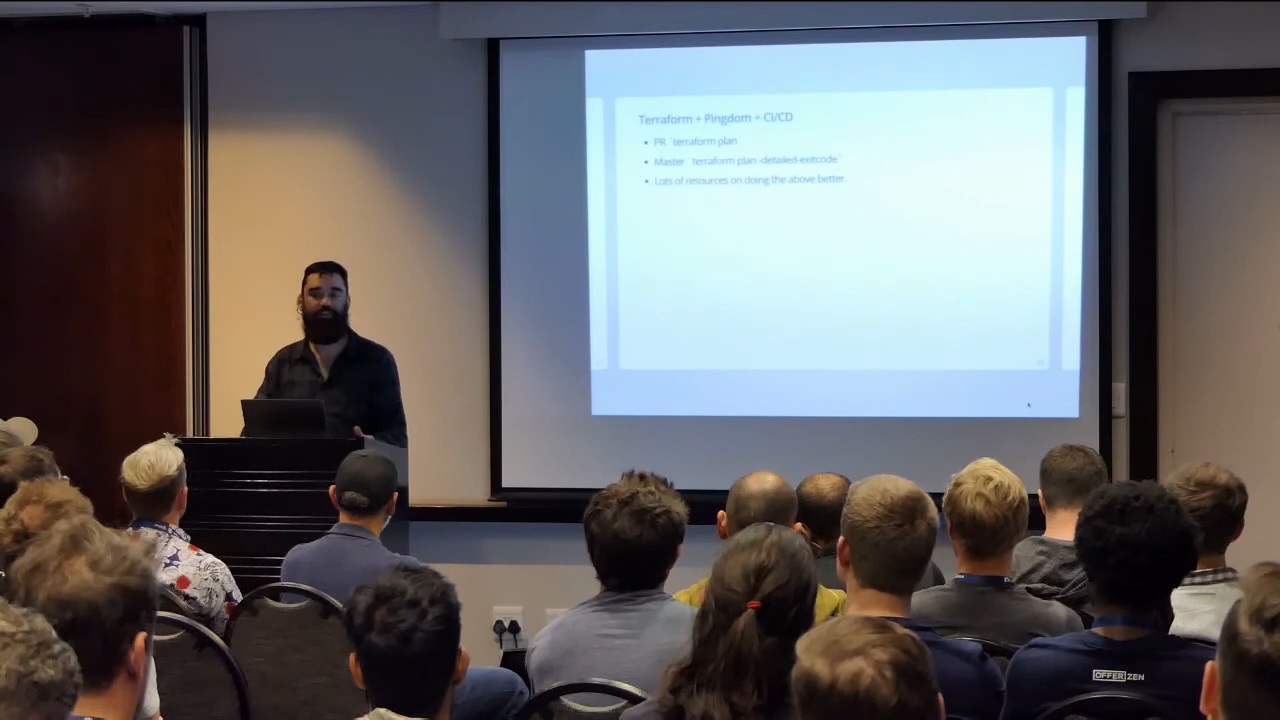 Terraform + Pingdom + CI/CD
PR `terraform plan`
Master `terraform plan -detailed-exitcode`
Lots of resources on doing the above better
OFFERZEN